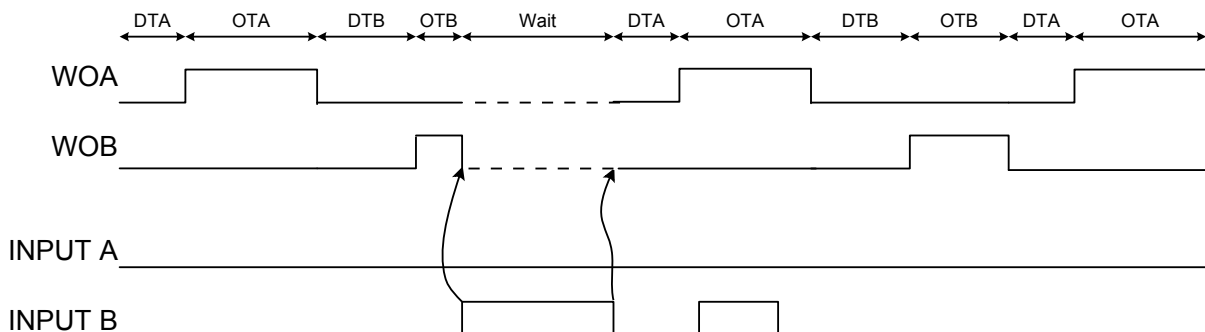 DTA OTA DTB OTB Wait DTA OTA DTB OTB DTA OTA
WOA
WOB
INPUT A
INPUT B